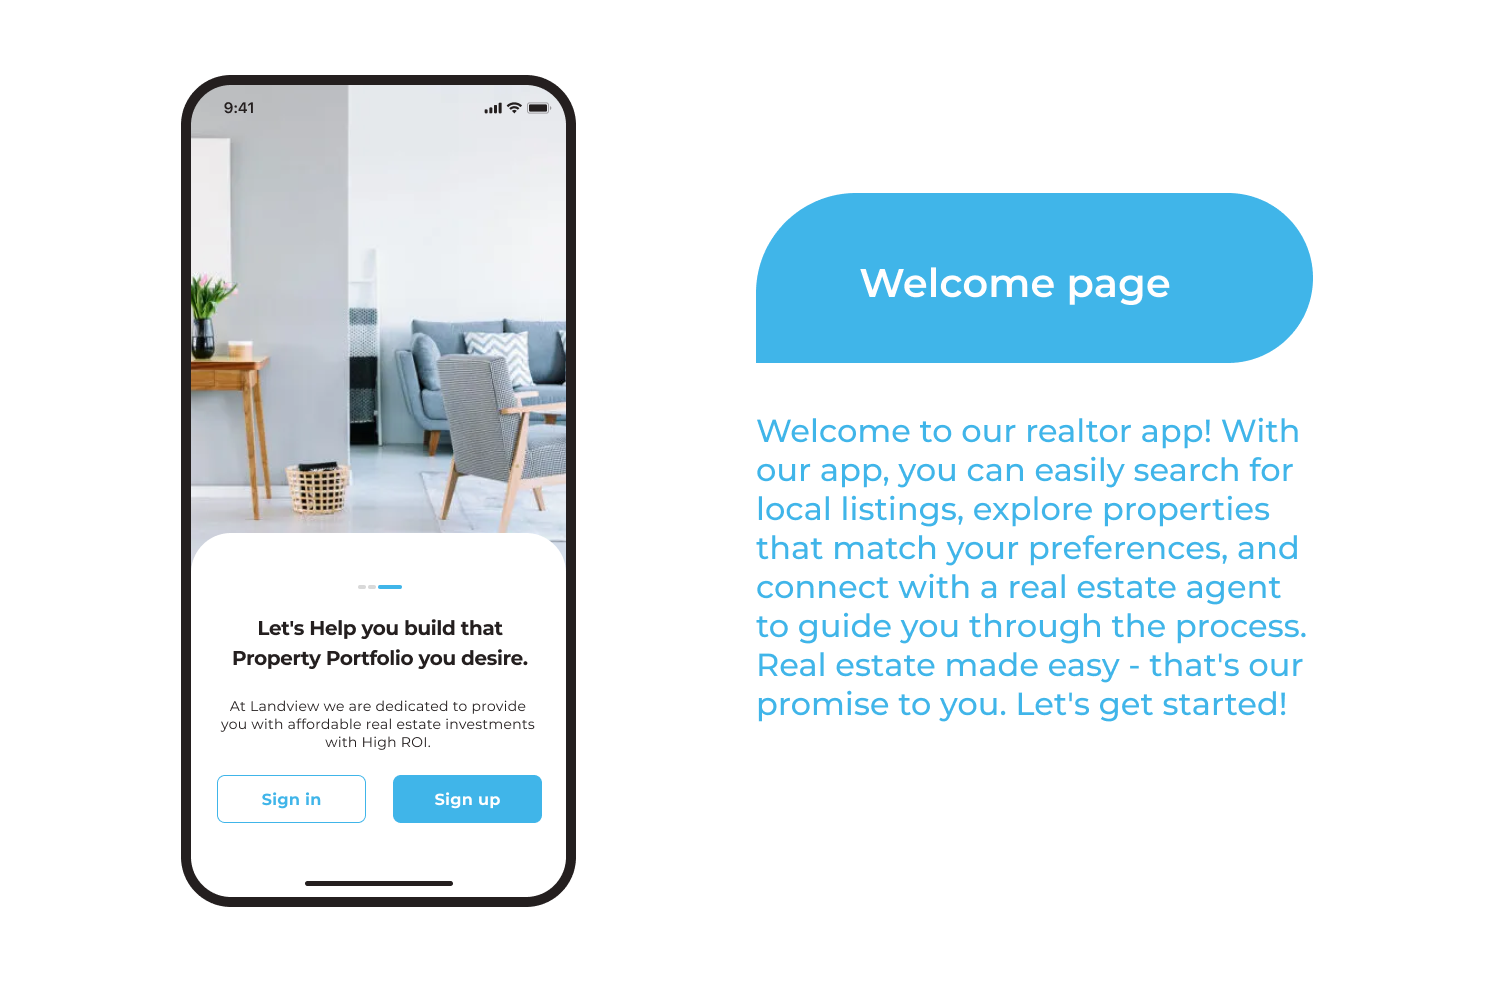 9:41
Let's Help you build that
Property Portfolio you desire.
At Landview we are dedicated to provide
you with affordable real estate investments
with High ROI.
Sign in
Sign up
Welcome page
Welcome to our realtor app! With
our app, you can easily search for
local listings, explore properties
that match your preferences, and
connect with a real estate agent
to guide you through the process.
Real estate made easy - that's our
promise to you. Let's get started!